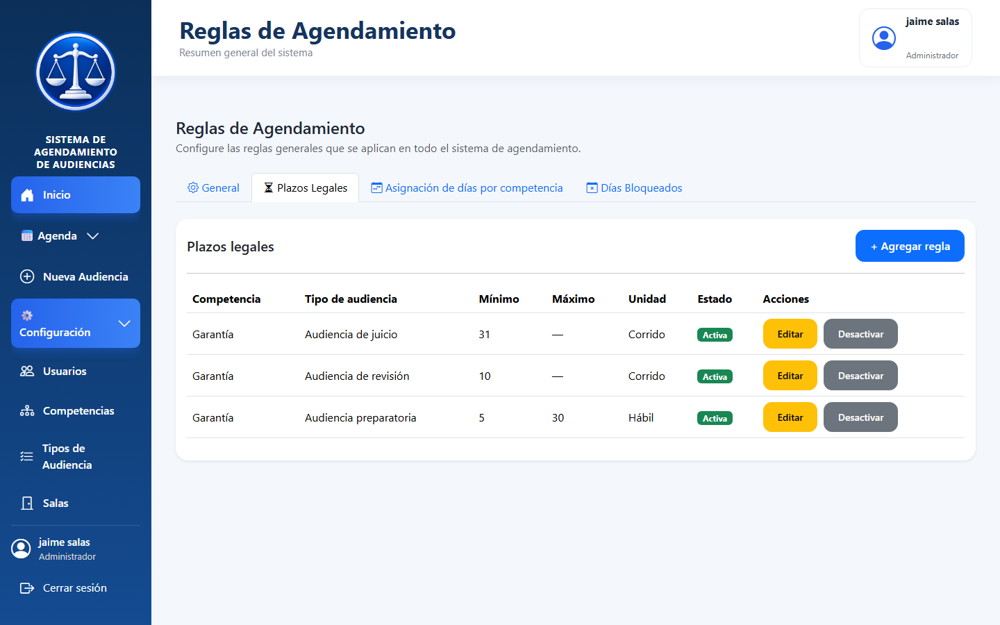 SISTEMA DE
AGENDAMIENTO
DE AUDIENCIAS
Inicio
Agenda
Nueva Audiencia
Configuración
Usuarios
Competencias
Tipos de
Audiencia
Salas
jaime salas
Administrador
Cerrar sesión
Reglas de Agendamiento
Resumen general del sistema
jaime salas
Administrador
Reglas de Agendamiento
Configure las reglas generales que se aplican en todo el sistema de agendamiento.
General Plazos Legales Asignación de días por competencia Días Bloqueados
Plazos legales + Agregar regla
Competencia Tipo de audiencia Mínimo Máximo Unidad Estado Acciones
Garantía Audiencia de juicio 31 — Corrido Activa Editar Desactivar
Garantía Audiencia de revisión 10 — Corrido Activa Editar Desactivar
Garantía Audiencia preparatoria 5 30 Hábil Activa Editar Desactivar